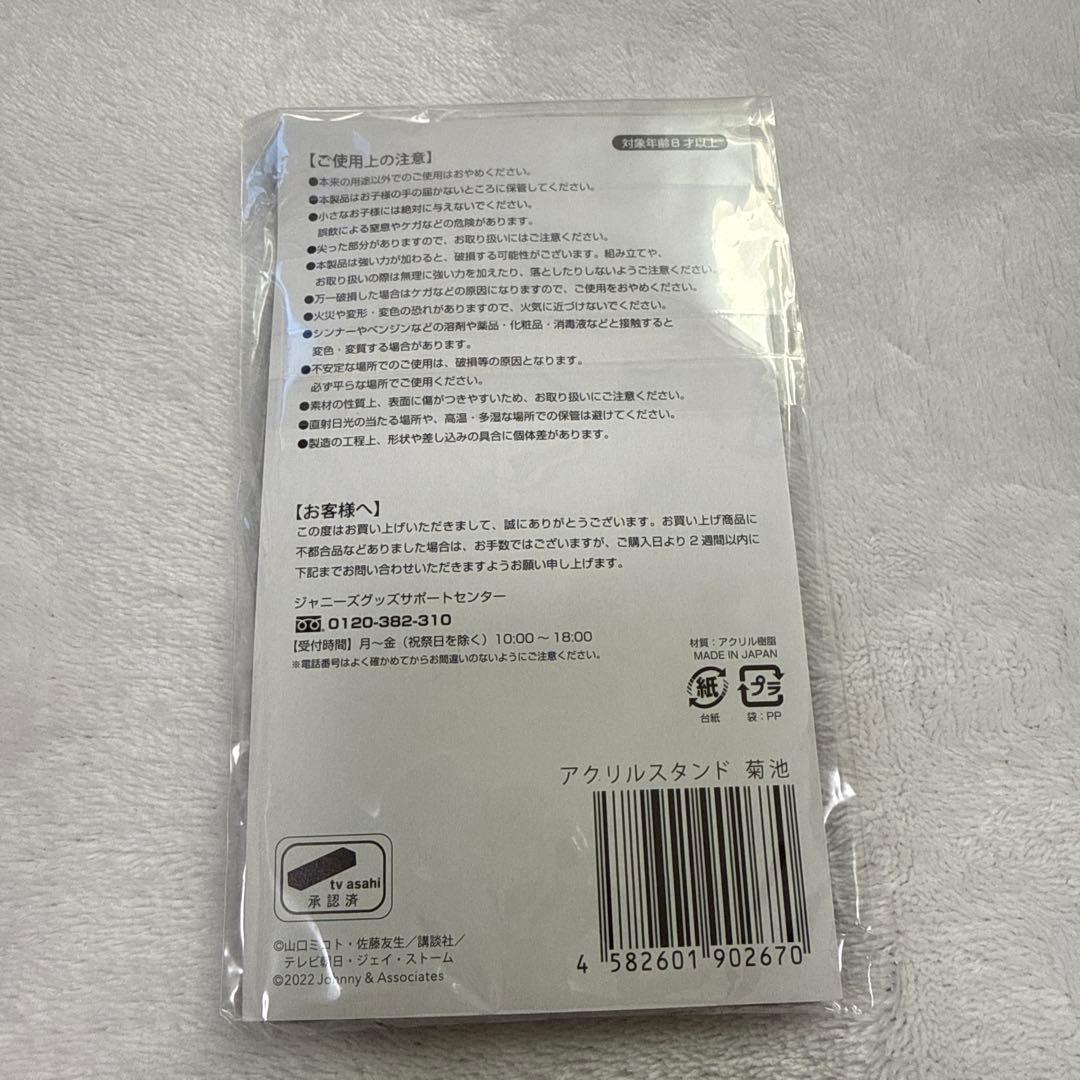 対象年齢8才以上
【ご使用上の注意】
●本来の用途以外でのご使用はおやめください。
●本製品はお子様の手の届かないところに保管してください。
●小さなお子様には絶対に与えないでください。
誤飲による窒息やケガなどの危険があります。
●尖った部分がありますので、お取り扱いにはご注意ください。
●本製品は強い力が加わると、破損する可能性がございます。組み立てや、
お取り扱いの際は無理に強い力を加えたり、落としたりしないようご注意ください。
●万一破損した場合はケガなどの原因になりますので、ご使用をおやめください。
●火災や変形・変色の恐れがありますので、火気に近づけないでください。
●シンナーやベンジンなどの溶剤や薬品・化粧品・消毒液などと接触すると
変色・変質する場合があります。
●不安定な場所でのご使用は、破損等の原因となります。
必ず平らな場所でご使用ください。
●素材の性質上、表面に傷がつきやすいため、お取り扱いにご注意ください。
●直射日光の当たる場所や、高温・多湿な場所での保管は避けてください。
●製造の工程上、形状や差し込みの具合に個体差があります。
【お客様へ】
この度はお買い上げいただきまして、誠にありがとうございます。お買い上げ商品に
不都合品などありました場合は、お手数ではございますが、ご購入日より2週間以内に
下記までお問い合わせいただきますようお願い申し上げます。
ジャニーズグッズサポートセンター
0120-382-310
【受付時間】月〜金（祝祭日を除く）10:00〜18:00
※電話番号はよく確かめてからお間違いのないようにご注意ください。
材質：アクリル樹脂
MADE IN JAPAN
紙 プラ
台紙 袋：PP
アクリルスタンド 菊池
4 582601 902670
tv asahi
承認済
©山口ミコト・佐藤友生／講談社／
テレビ朝日・ジェイ・ストーム
©2022 Johnny & Associates